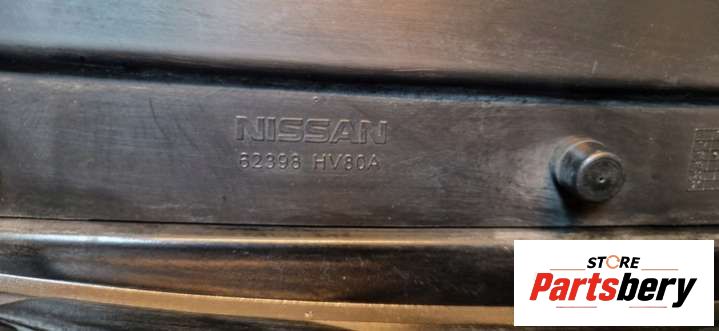 NISSAN
62398 HV80A
STORE
Partsbery